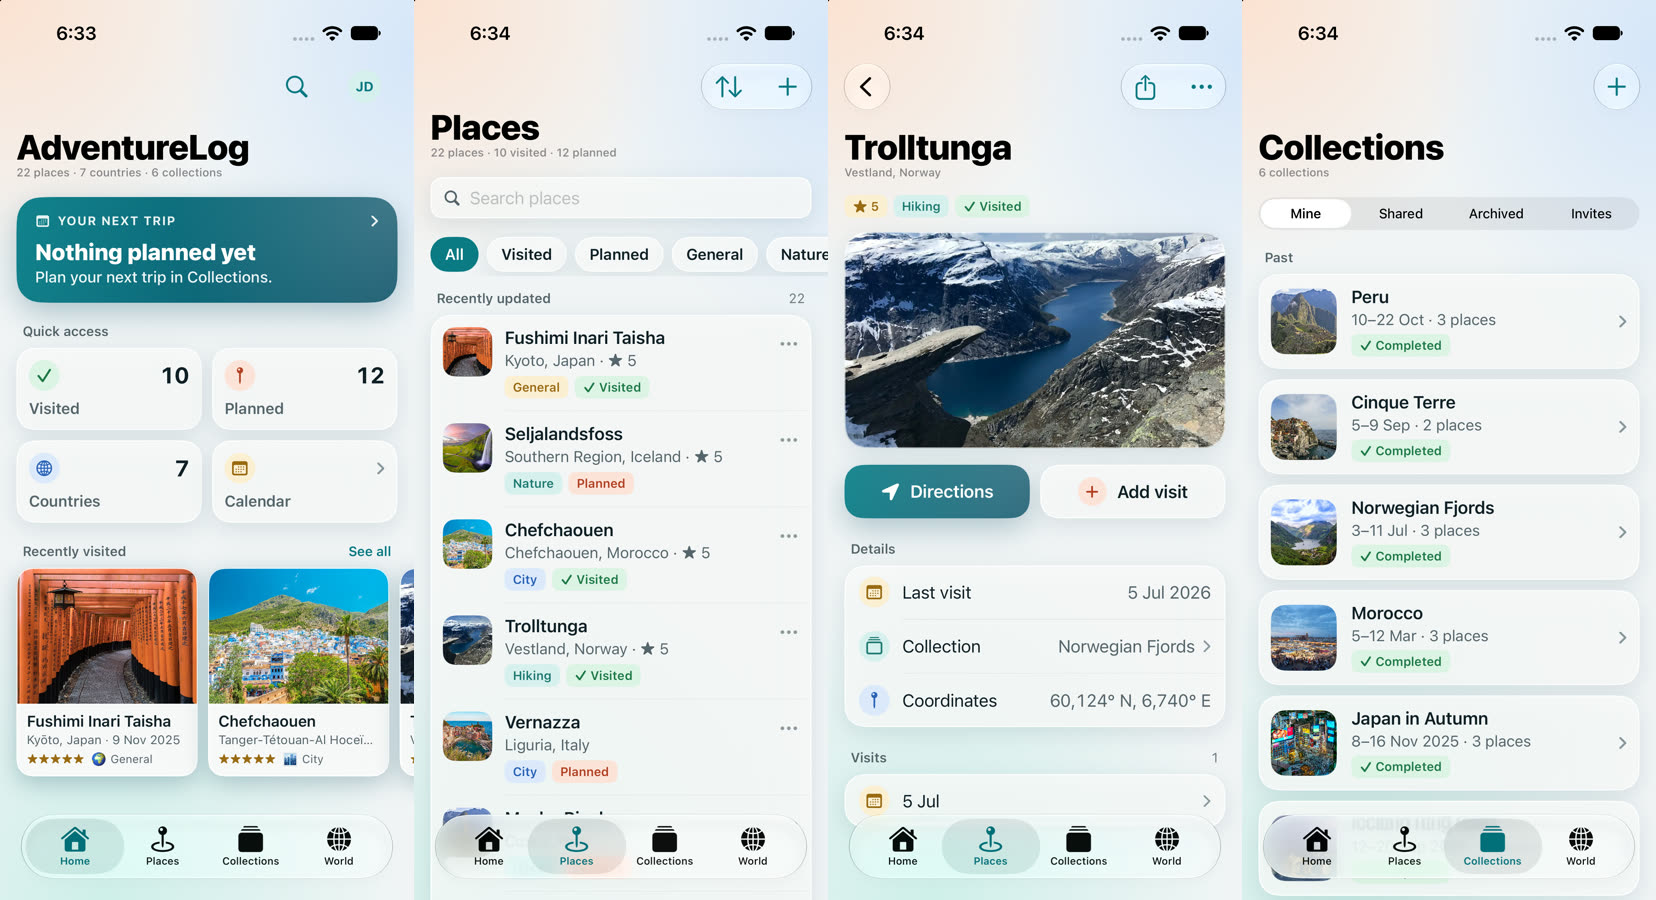 6:33
JD
AdventureLog
22 places · 7 countries · 6 collections
YOUR NEXT TRIP
Nothing planned yet
Plan your next trip in Collections.
Quick access
10
Visited
12
Planned
7
Countries
Calendar
Recently visited
See all
Fushimi Inari Taisha
Kyōto, Japan · 9 Nov 2025
★★★★★ General
Chefchaouen
Tanger-Tétouan-Al Hoceï...
★★★★★ City
Home
Places
Collections
World
6:34
Places
22 places · 10 visited · 12 planned
Search places
All
Visited
Planned
General
Nature
Recently updated
22
Fushimi Inari Taisha
Kyoto, Japan · ★ 5
General
✓ Visited
Seljalandsfoss
Southern Region, Iceland · ★ 5
Nature
Planned
Chefchaouen
Chefchaouen, Morocco · ★ 5
City
✓ Visited
Trolltunga
Vestland, Norway · ★ 5
Hiking
✓ Visited
Vernazza
Liguria, Italy
City
Planned
Home
Places
Collections
World
6:34
Trolltunga
Vestland, Norway
★ 5
Hiking
✓ Visited
Directions
Add visit
Details
Last visit
5 Jul 2026
Collection
Norwegian Fjords
Coordinates
60,124° N, 6,740° E
Visits
1
5 Jul
Home
Places
Collections
World
6:34
Collections
6 collections
Mine
Shared
Archived
Invites
Past
Peru
10–22 Oct · 3 places
✓ Completed
Cinque Terre
5–9 Sep · 2 places
✓ Completed
Norwegian Fjords
3–11 Jul · 3 places
✓ Completed
Morocco
5–12 Mar · 3 places
✓ Completed
Japan in Autumn
8–16 Nov 2025 · 3 places
✓ Completed
Home
Places
Collections
World